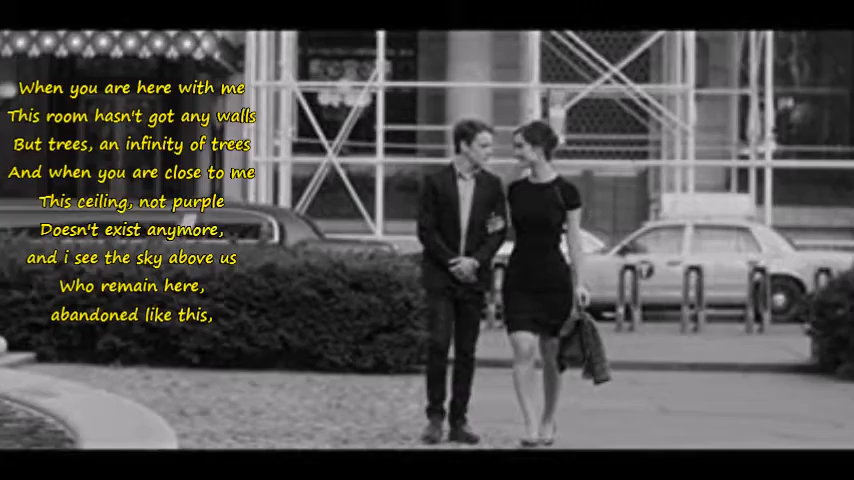 When you are here with me
This room hasn't got any walls
But trees, an infinity of trees
And when you are close to me
This ceiling, not purple
Doesn't exist anymore,
and i see the sky above us
Who remain here,
abandoned like this,